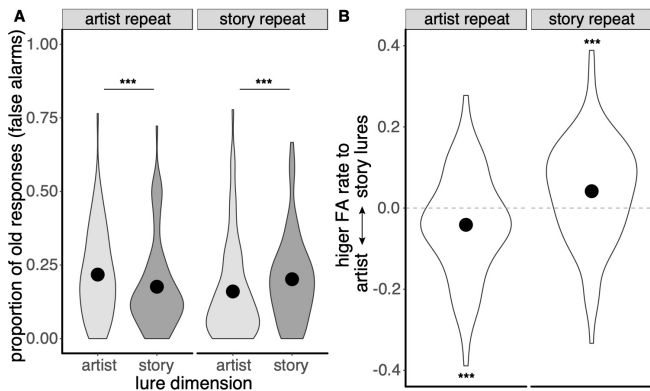 A
artist repeat
story repeat
proportion of old responses (false alarms)
1.00
0.75
0.50
0.25
0.00
***
***
artist
story
artist
story
lure dimension
B
artist repeat
story repeat
higer FA rate to
artist ↔ story lures
0.4
0.2
0.0
-0.2
-0.4
***
***